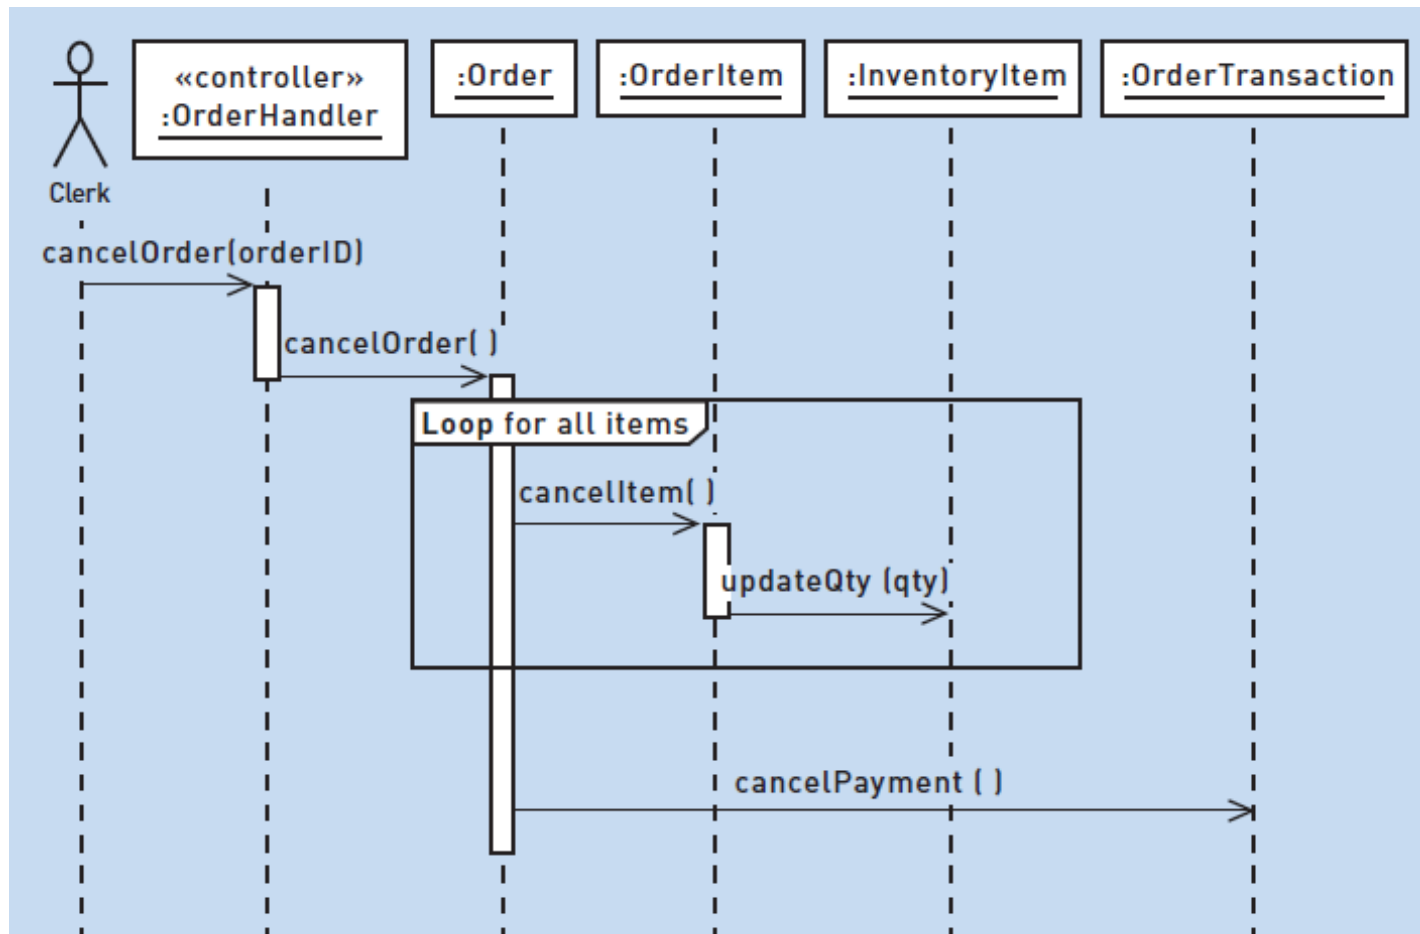 «controller»
:OrderHandler
:Order
:OrderItem
:InventoryItem
:OrderTransaction
Clerk
cancelOrder(orderID)
cancelOrder( )
Loop for all items
cancelItem( )
updateQty (qty)
cancelPayment ( )